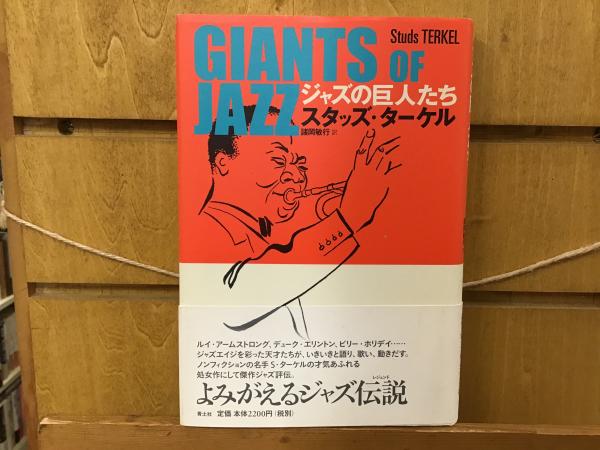 Studs TERKEL
GIANTS OF
JAZZ
ジャズの巨人たち
スタッズ・ターケル
諸岡敏行 訳
ルイ・アームストロング、デューク・エリントン、ビリー・ホリデイ……
ジャズエイジを彩った天才たちが、いきいきと語り、歌い、動きだす。
ノンフィクションの名手S・ターケルの才気あふれる
処女作にして傑作ジャズ評伝。
レジェンド
よみがえるジャズ伝説
青土社 定価 本体2200円(税別)